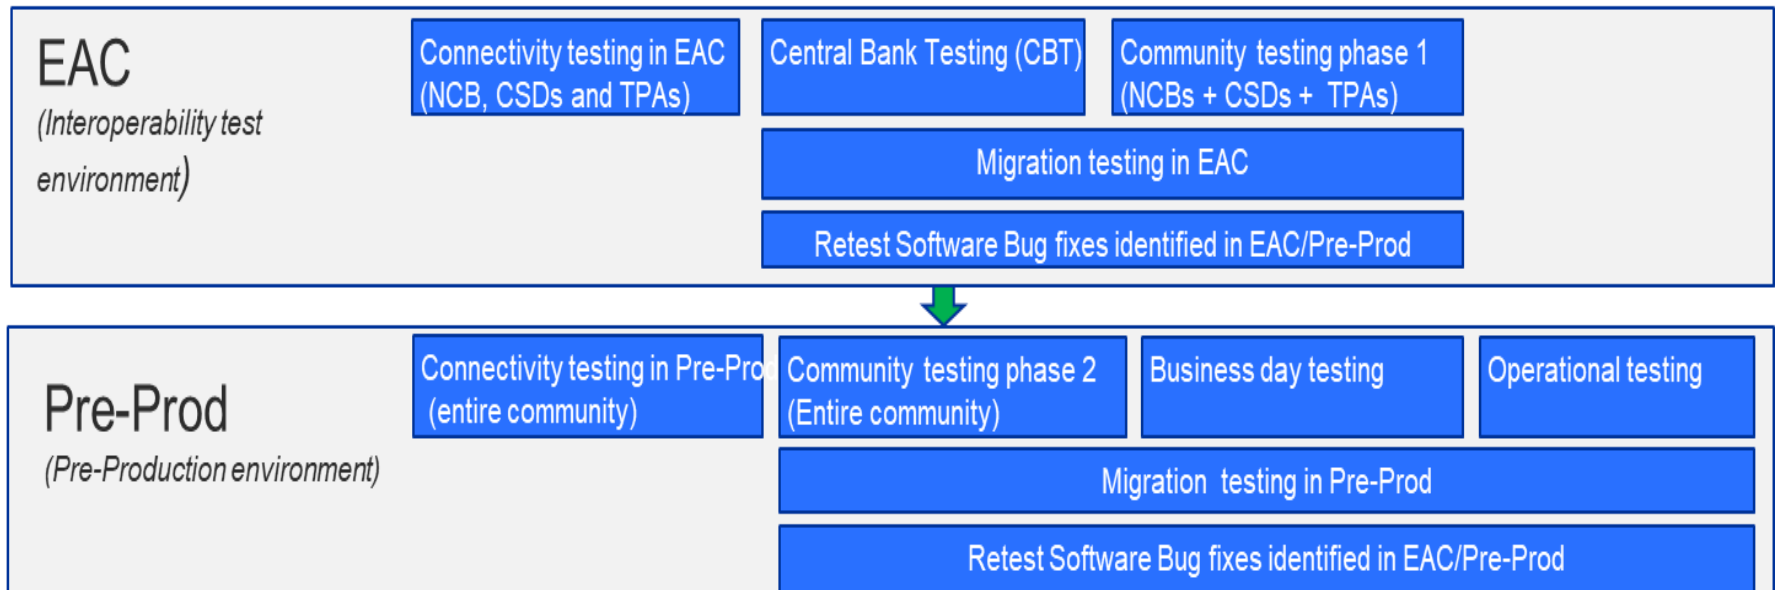 EAC
(Interoperability test
environment)
Connectivity testing in EAC
(NCB, CSDs and TPAs)
Central Bank Testing (CBT)
Community testing phase 1
(NCBs + CSDs + TPAs)
Migration testing in EAC
Retest Software Bug fixes identified in EAC/Pre-Prod
Pre-Prod
(Pre-Production environment)
Connectivity testing in Pre-Prod
(entire community)
Community testing phase 2
(Entire community)
Business day testing
Operational testing
Migration testing in Pre-Prod
Retest Software Bug fixes identified in EAC/Pre-Prod